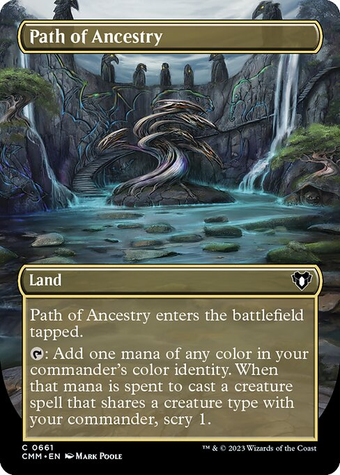 Path of Ancestry
Land
Path of Ancestry enters the battlefield
tapped.
: Add one mana of any color in your
commander's color identity. When
that mana is spent to cast a creature
spell that shares a creature type with
your commander, scry 1.
C 0661
CMM • EN MARK POOLE
™ & © 2023 Wizards of the Coast